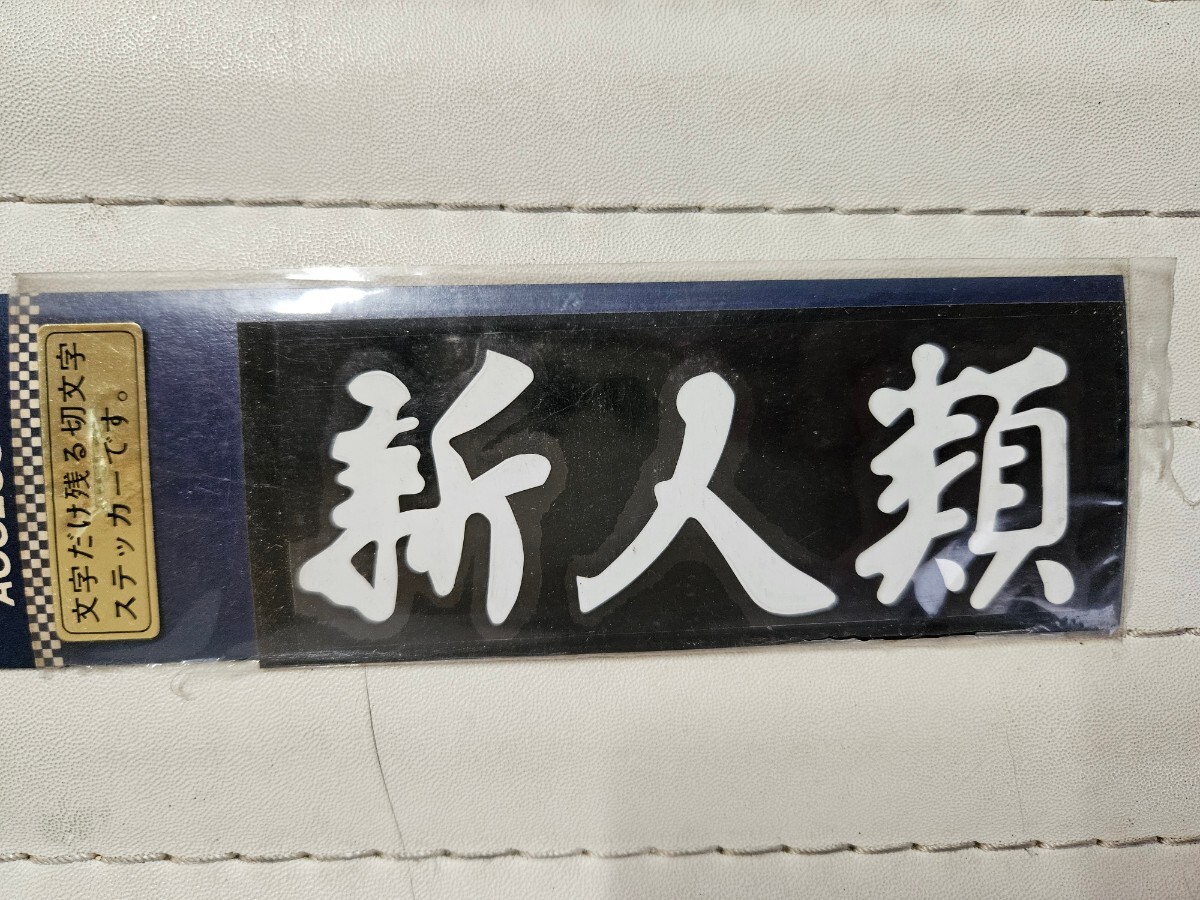 新人類
文字だけ残る切文字
ステッカーです。